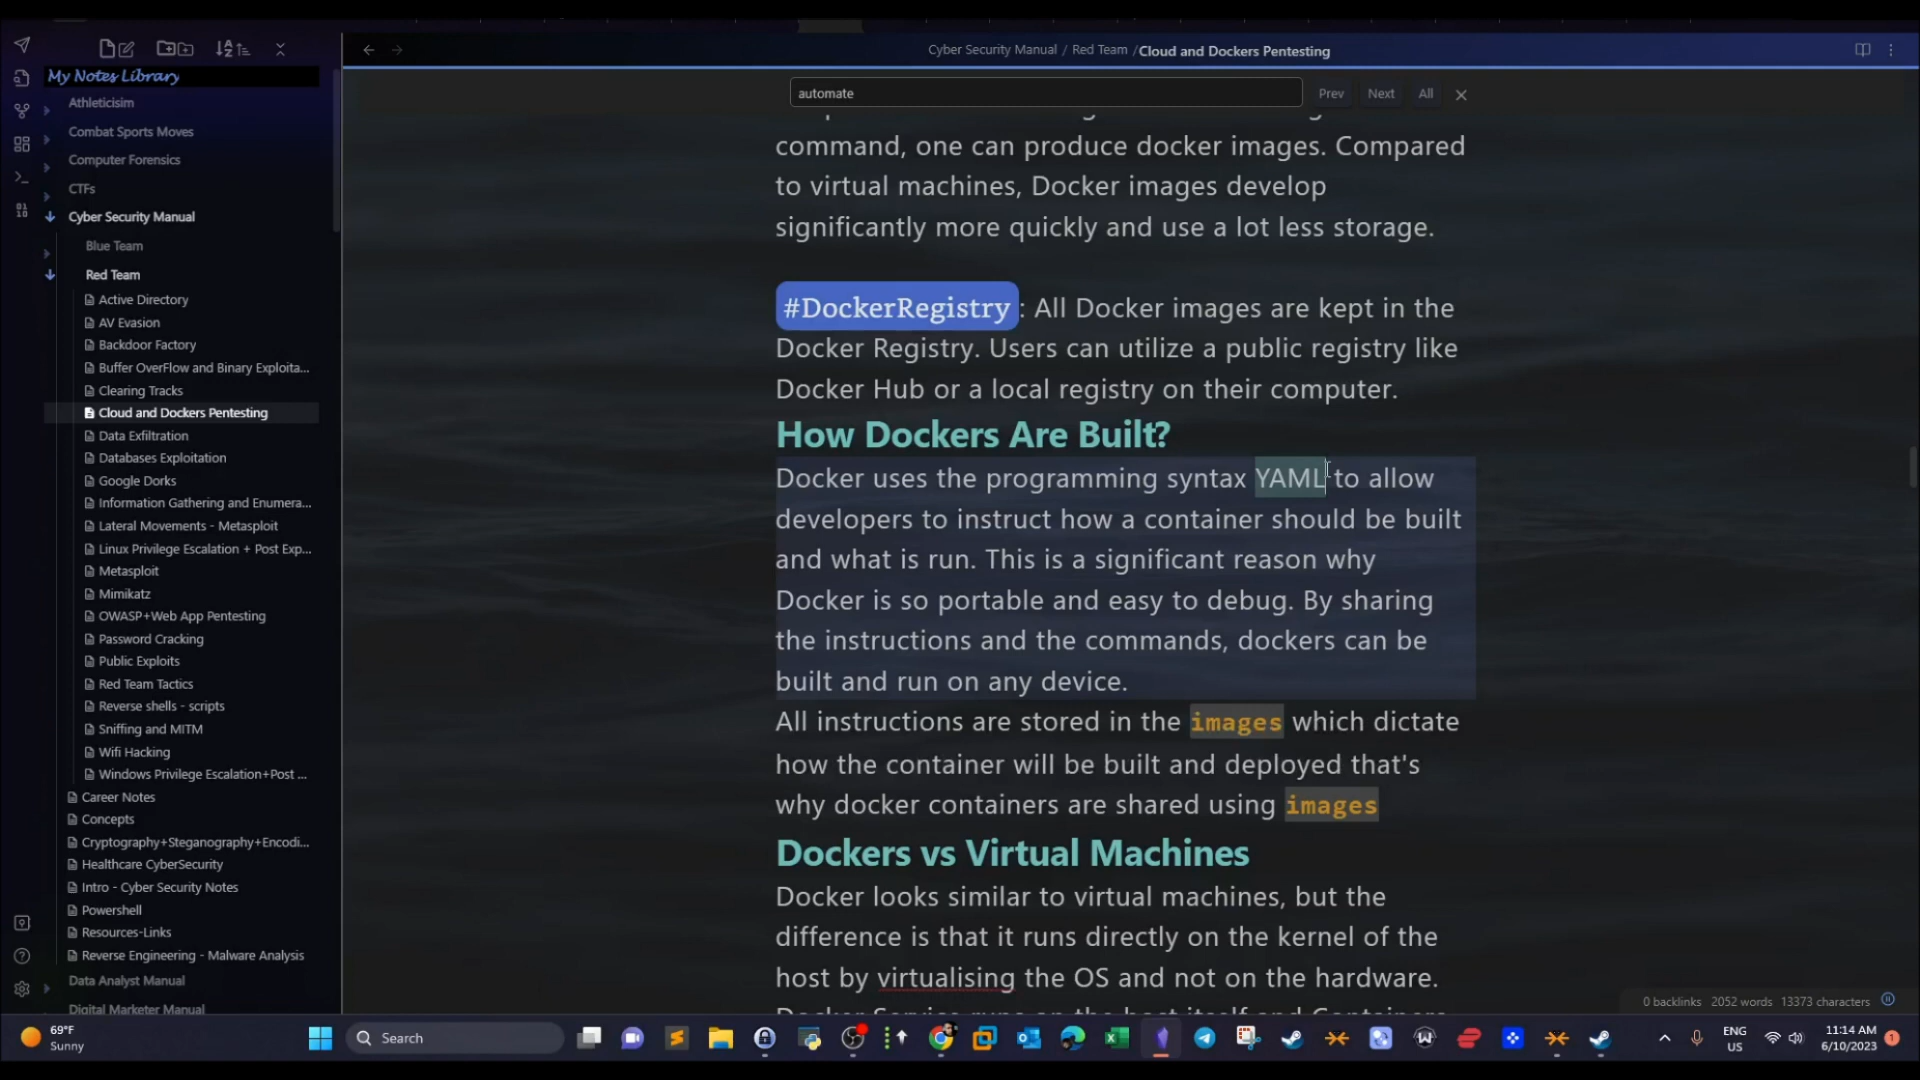 Cyber Security Manual / Red Team / Cloud and Dockers Pentesting
My Notes Library
Athleticisim
Combat Sports Moves
Computer Forensics
CTFs
Cyber Security Manual
Blue Team
Red Team
Active Directory
AV Evasion
Backdoor Factory
Buffer OverFlow and Binary Exploita...
Clearing Tracks
Cloud and Dockers Pentesting
Data Exfiltration
Databases Exploitation
Google Dorks
Information Gathering and Enumera...
Lateral Movements - Metasploit
Linux Privilege Escalation + Post Exp...
Metasploit
Mimikatz
OWASP+Web App Pentesting
Password Cracking
Public Exploits
Red Team Tactics
Reverse shells - scripts
Sniffing and MITM
Wifi Hacking
Windows Privilege Escalation+Post ...
Career Notes
Concepts
Cryptography+Steganography+Encodi...
Healthcare CyberSecurity
Intro - Cyber Security Notes
Powershell
Resources-Links
Reverse Engineering - Malware Analysis
Data Analyst Manual
Digital Marketer Manual
automate Prev Next All
command, one can produce docker images. Compared
to virtual machines, Docker images develop
significantly more quickly and use a lot less storage.
#DockerRegistry : All Docker images are kept in the
Docker Registry. Users can utilize a public registry like
Docker Hub or a local registry on their computer.
How Dockers Are Built?
Docker uses the programming syntax YAML to allow
developers to instruct how a container should be built
and what is run. This is a significant reason why
Docker is so portable and easy to debug. By sharing
the instructions and the commands, dockers can be
built and run on any device.
All instructions are stored in the images which dictate
how the container will be built and deployed that's
why docker containers are shared using images
Dockers vs Virtual Machines
Docker looks similar to virtual machines, but the
difference is that it runs directly on the kernel of the
host by virtualising the OS and not on the hardware.
Docker Service runs on the host itself and Containers
0 backlinks 2052 words 13373 characters
69°F
Sunny
Search
ENG
US
11:14 AM
6/10/2023
1